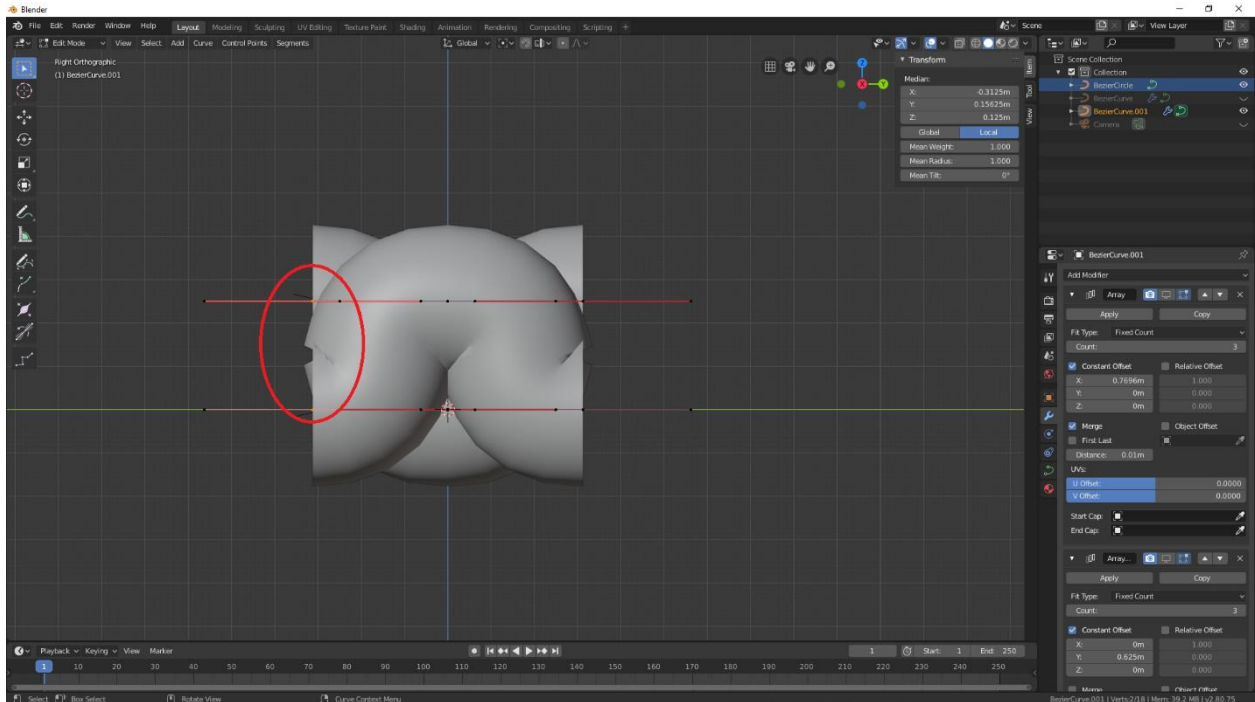 Blender
File Edit Render Window Help Layout Modeling Sculpting UV Editing Texture Paint Shading Animation Rendering Compositing Scripting + Scene View Layer
Edit Mode View Select Add Curve Control Points Segments Global
Right Orthographic
(1) BezierCurve.001
Transform
Median:
X: -0.3125m
Y: 0.15625m
Z: 0.125m
Global Local
Mean Weight: 1.000
Mean Radius: 1.000
Mean Tilt: 0°
Item
Tool
View
Z
X
Y
Scene Collection
Collection
BezierCircle
BezierCurve
BezierCurve.001
Camera
BezierCurve.001
Add Modifier
Array
Apply Copy
Fit Type: Fixed Count
Count: 3
Constant Offset Relative Offset
X: 0.7696m 1.000
Y: 0m 0.000
Z: 0m 0.000
Merge Object Offset
First Last
Distance: 0.01m
UVs:
U Offset: 0.0000
V Offset: 0.0000
Start Cap:
End Cap:
Array...
Apply Copy
Fit Type: Fixed Count
Count: 3
Constant Offset Relative Offset
X: 0m 1.000
Y: 0.625m 0.000
Z: 0m 0.000
Merge Object Offset
Playback Keying View Marker 1 Start: 1 End: 250
1 10 20 30 40 50 60 70 80 90 100 110 120 130 140 150 160 170 180 190 200 210 220 230 240 250
Select Box Select Rotate View Curve Context Menu BezierCurve.001 | Verts:2/18 | Mem: 39.2 MB | v2.80.75